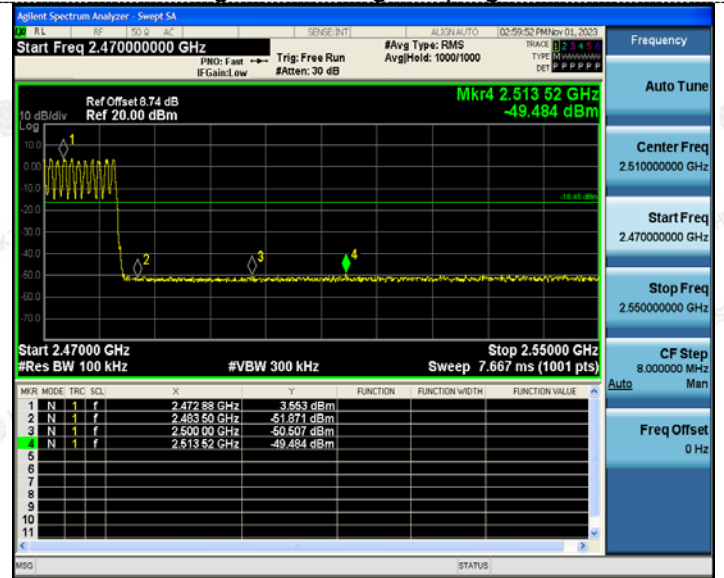 Agilent Spectrum Analyzer - Swept SA
RL RF 50 Ω AC SENSE:INT ALIGNAUTO 02:59:52 PM Nov 01, 2023
Start Freq 2.470000000 GHz
PNO: Fast Trig: Free Run
IFGain:Low #Atten: 30 dB
#Avg Type: RMS
Avg|Hold: 1000/1000
TRACE 1 2 3 4 5 6
TYPE M
DET P P P P P P
Frequency
Mkr4 2.513 52 GHz
-49.484 dBm
Ref Offset 8.74 dB
10 dB/div Ref 20.00 dBm
Log
10.0
0.00
-10.0
-20.0
-30.0
-40.0
-50.0
-60.0
-70.0
1
2
3
4
-16.45 dBm
Start 2.47000 GHz Stop 2.55000 GHz
#Res BW 100 kHz #VBW 300 kHz Sweep 7.667 ms (1001 pts)
MKR MODE TRC SCL X Y FUNCTION FUNCTION WIDTH FUNCTION VALUE
1 N 1 f 2.472 88 GHz 3.553 dBm
2 N 1 f 2.483 50 GHz -51.871 dBm
3 N 1 f 2.500 00 GHz -50.507 dBm
4 N 1 f 2.513 52 GHz -49.484 dBm
5
6
7
8
9
10
11
MSG STATUS
Auto Tune
Center Freq
2.510000000 GHz
Start Freq
2.470000000 GHz
Stop Freq
2.550000000 GHz
CF Step
8.000000 MHz
Auto Man
Freq Offset
0 Hz